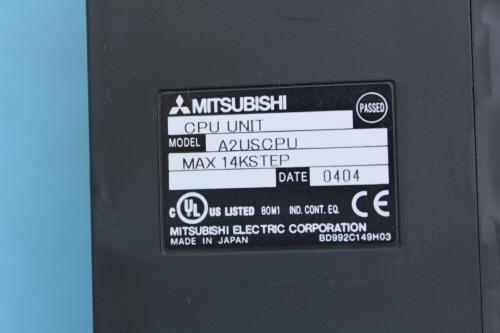 MITSUBISHI
PASSED
CPU UNIT
MODEL A2USCPU
MAX 14KSTEP
DATE 0404
c UL US LISTED 80M1 IND. CONT. EQ. CE
MITSUBISHI ELECTRIC CORPORATION
MADE IN JAPAN BD992C149H03